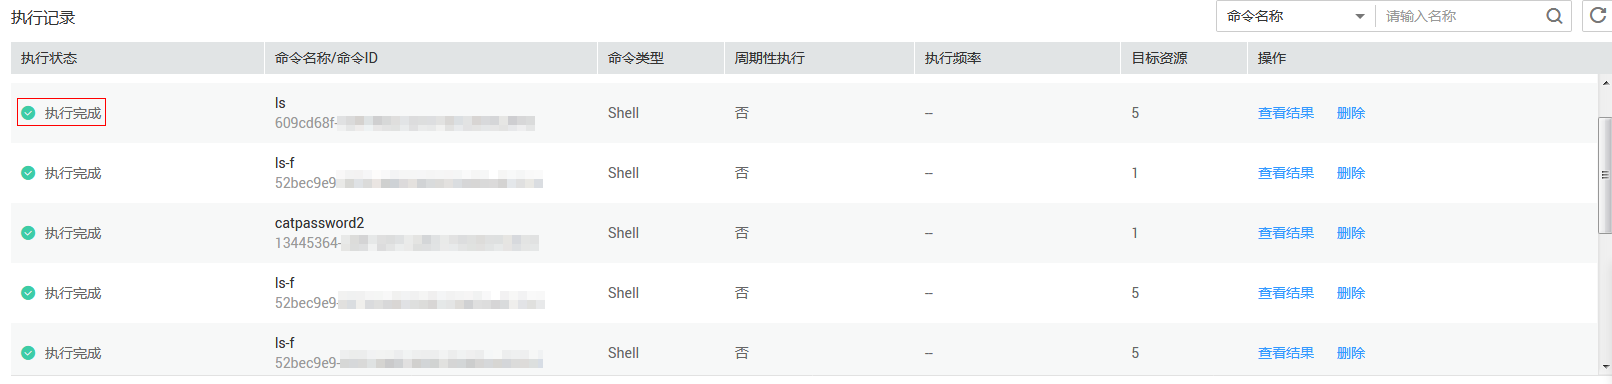 执行记录 命令名称 请输入名称
执行状态 命令名称/命令ID 命令类型 周期性执行 执行频率 目标资源 操作
执行完成 ls 609cd68f- Shell 否 -- 5 查看结果 删除
执行完成 ls-f 52bec9e9- Shell 否 -- 1 查看结果 删除
执行完成 catpassword2 13445364- Shell 否 -- 1 查看结果 删除
执行完成 ls-f 52bec9e9- Shell 否 -- 5 查看结果 删除
执行完成 ls-f 52bec9e9- Shell 否 -- 5 查看结果 删除